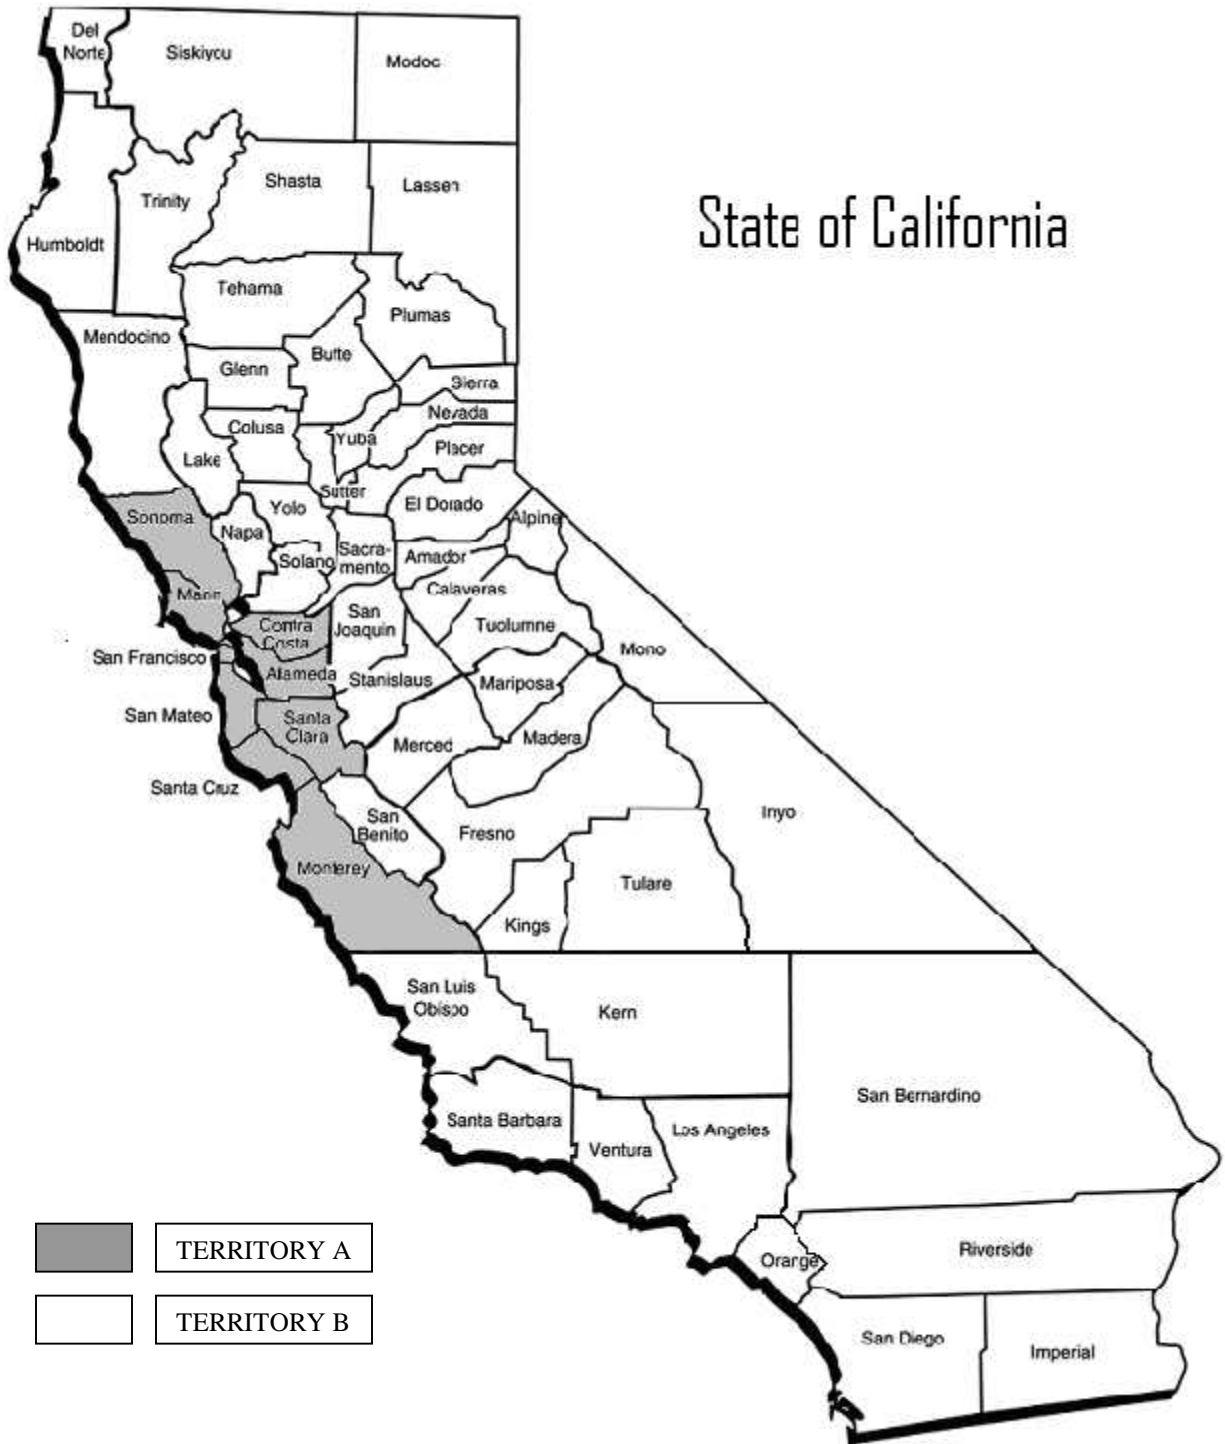 Del
Norte
Siskiyou
Modoc
Shasta
Lassen
Trinity
Humboldt
State of California
Tehama
Plumas
Mendocino
Butte
Glenn
Sierra
Nevada
Colusa
Yuba
Placer
Lake
Sutter
El Dorado
Yolo
Sonoma
Alpine
Napa
Sacra-
mento
Solano
Amador
Calaveras
Marin
San
Joaquin
Contra
Costa
Tuolumne
Mono
San Francisco
Alameda
Stanislaus
Mariposa
San Mateo
Santa
Clara
Merced
Madera
Santa Cruz
San
Benito
Fresno
Inyo
Monterey
Tulare
Kings
San Luis
Obispo
Kern
San Bernardino
Santa Barbara
Los Angeles
Ventura
TERRITORY A
Orange
Riverside
TERRITORY B
San Diego
Imperial